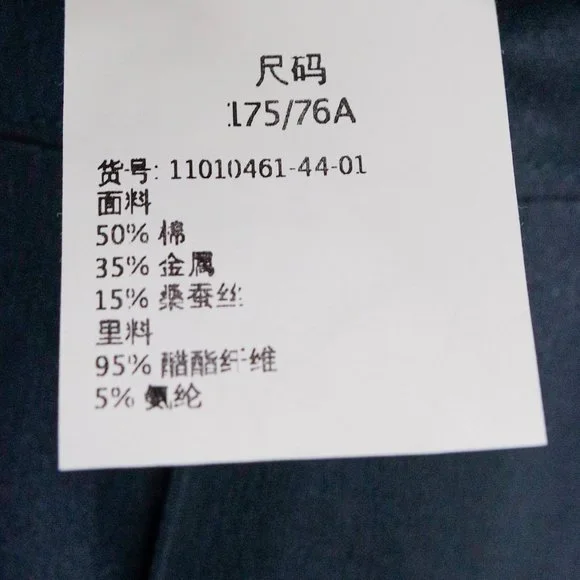 尺码
175/76A
货号: 11010461-44-01
面料
50% 棉
35% 金属
15% 桑蚕丝
里料
95% 醋酯纤维
5% 氨纶